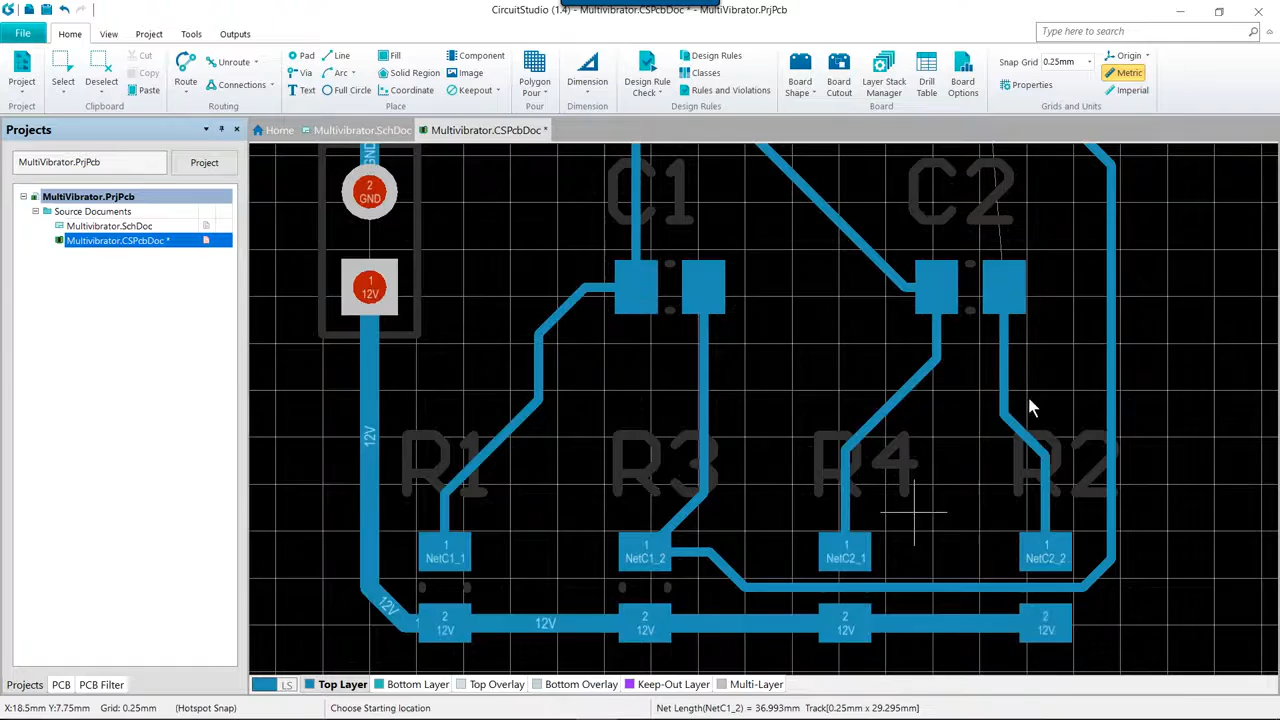 CircuitStudio (1.4) - Multivibrator.CSPcbDoc * - MultiVibrator.PrjPcb
File
Home
View
Project
Tools
Outputs
Type here to search
Project
Select
Cut
Copy
Paste
Deselect
Route
Unroute
Connections
Pad
Via
Text
Line
Arc
Full Circle
Fill
Solid Region
Coordinate
Component
Image
Keepout
Polygon
Pour
Dimension
Design Rule
Check
Design Rules
Classes
Rules and Violations
Board
Shape
Board
Cutout
Layer Stack
Manager
Drill
Table
Board
Options
Snap Grid 0.25mm
Properties
Origin
Metric
Imperial
Project
Clipboard
Routing
Place
Pour
Dimension
Design Rules
Board
Grids and Units
Projects
Home
Multivibrator.SchDoc
Multivibrator.CSPcbDoc *
MultiVibrator.PrjPcb
Project
MultiVibrator.PrjPcb
Source Documents
Multivibrator.SchDoc
Multivibrator.CSPcbDoc *
GND
2
GND
1
12V
C1
C2
12V
R1
R3
R4
R2
1
NetC1_1
1
NetC1_2
1
NetC2_1
1
NetC2_2
12V
1
2
12V
12V
2
12V
2
12V
2
12V
Projects
PCB
PCB Filter
LS
Top Layer
Bottom Layer
Top Overlay
Bottom Overlay
Keep-Out Layer
Multi-Layer
X:18.5mm Y:7.75mm Grid: 0.25mm
(Hotspot Snap)
Choose Starting location
Net Length(NetC1_2) = 36.993mm Track[0.25mm x 29.295mm]